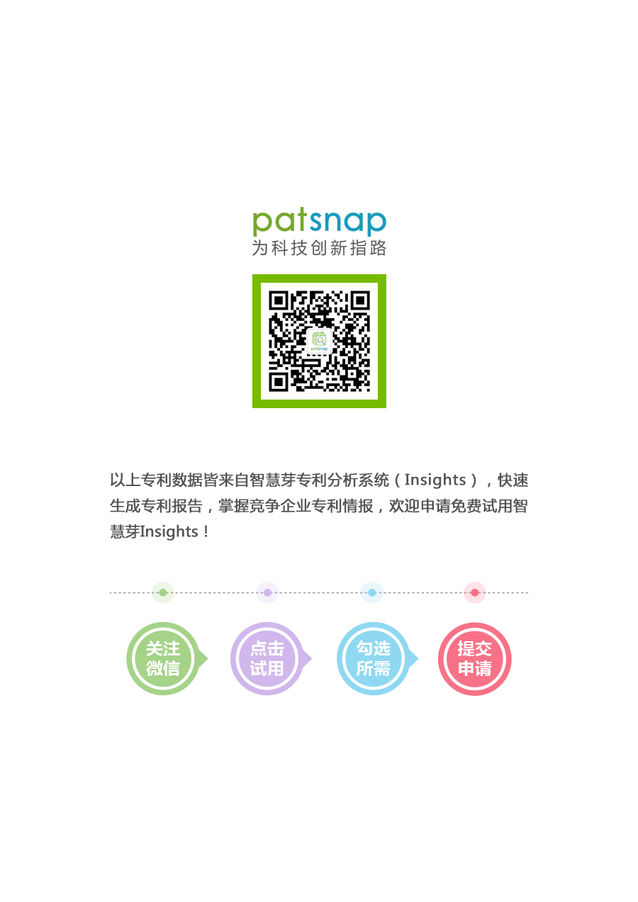 patsnap
为科技创新指路
patsnap
以上专利数据皆来自智慧芽专利分析系统（Insights），快速
生成专利报告，掌握竞争企业专利情报，欢迎申请免费试用智
慧芽Insights！
关注
微信
点击
试用
勾选
所需
提交
申请